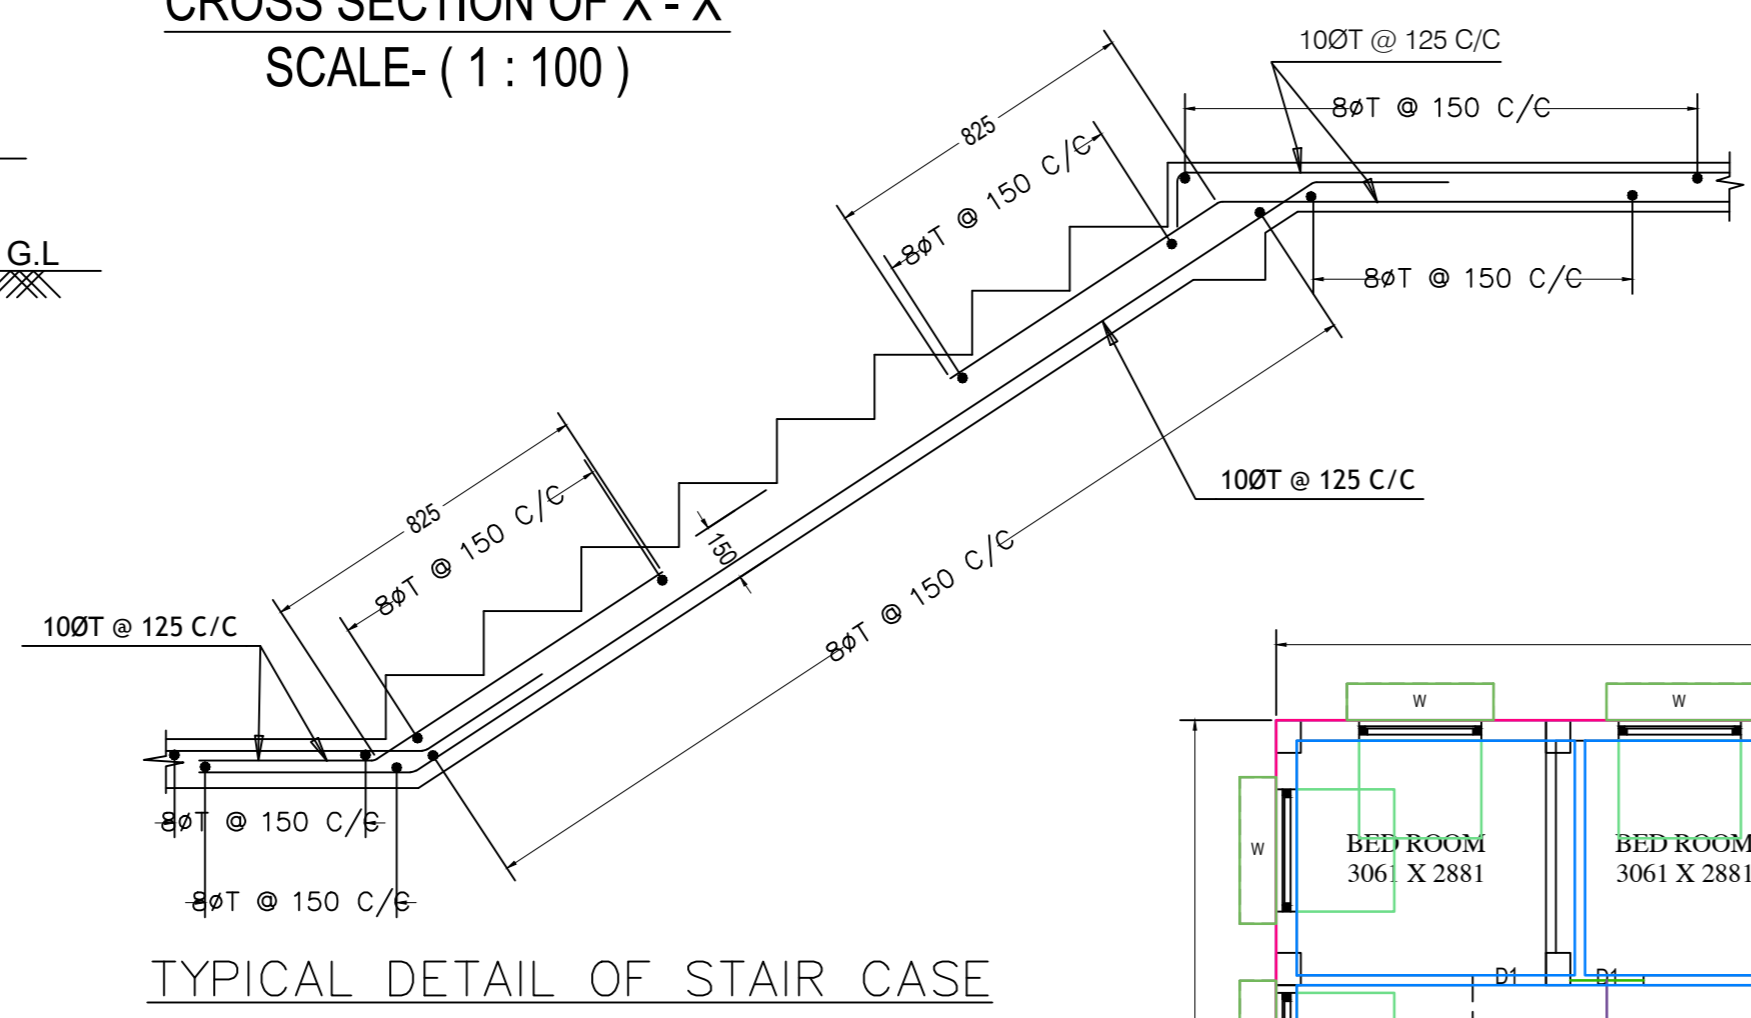 CROSS SECTION OF X - X
SCALE- ( 1 : 100 )
10ØT @ 125 C/C
8øT @ 150 C/C
825
8øT @ 150 C/C
G.L
8øT @ 150 C/C
10ØT @ 125 C/C
825
8øT @ 150 C/C
150
8øT @ 150 C/C
10ØT @ 125 C/C
8øT @ 150 C/C
8øT @ 150 C/C
TYPICAL DETAIL OF STAIR CASE
W
W
W
BED ROOM
3061 X 2881
BED ROOM
3061 X 2881
D1
D1